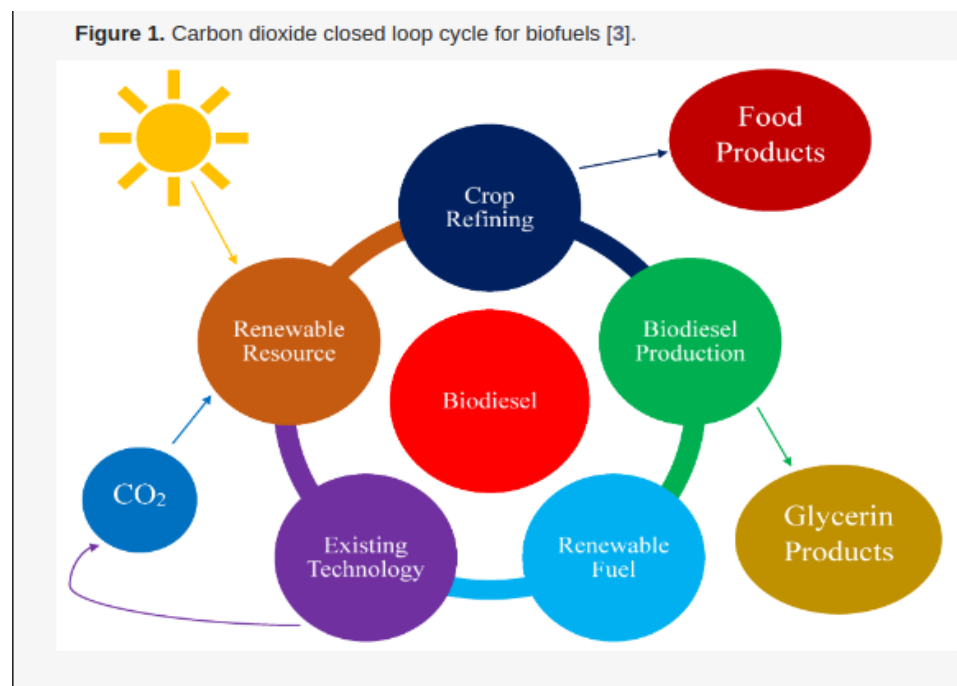 Figure 1. Carbon dioxide closed loop cycle for biofuels [3].
Food
Products
Crop
Refining
Renewable
Resource
Biodiesel
Production
Biodiesel
CO₂
Existing
Technology
Renewable
Fuel
Glycerin
Products